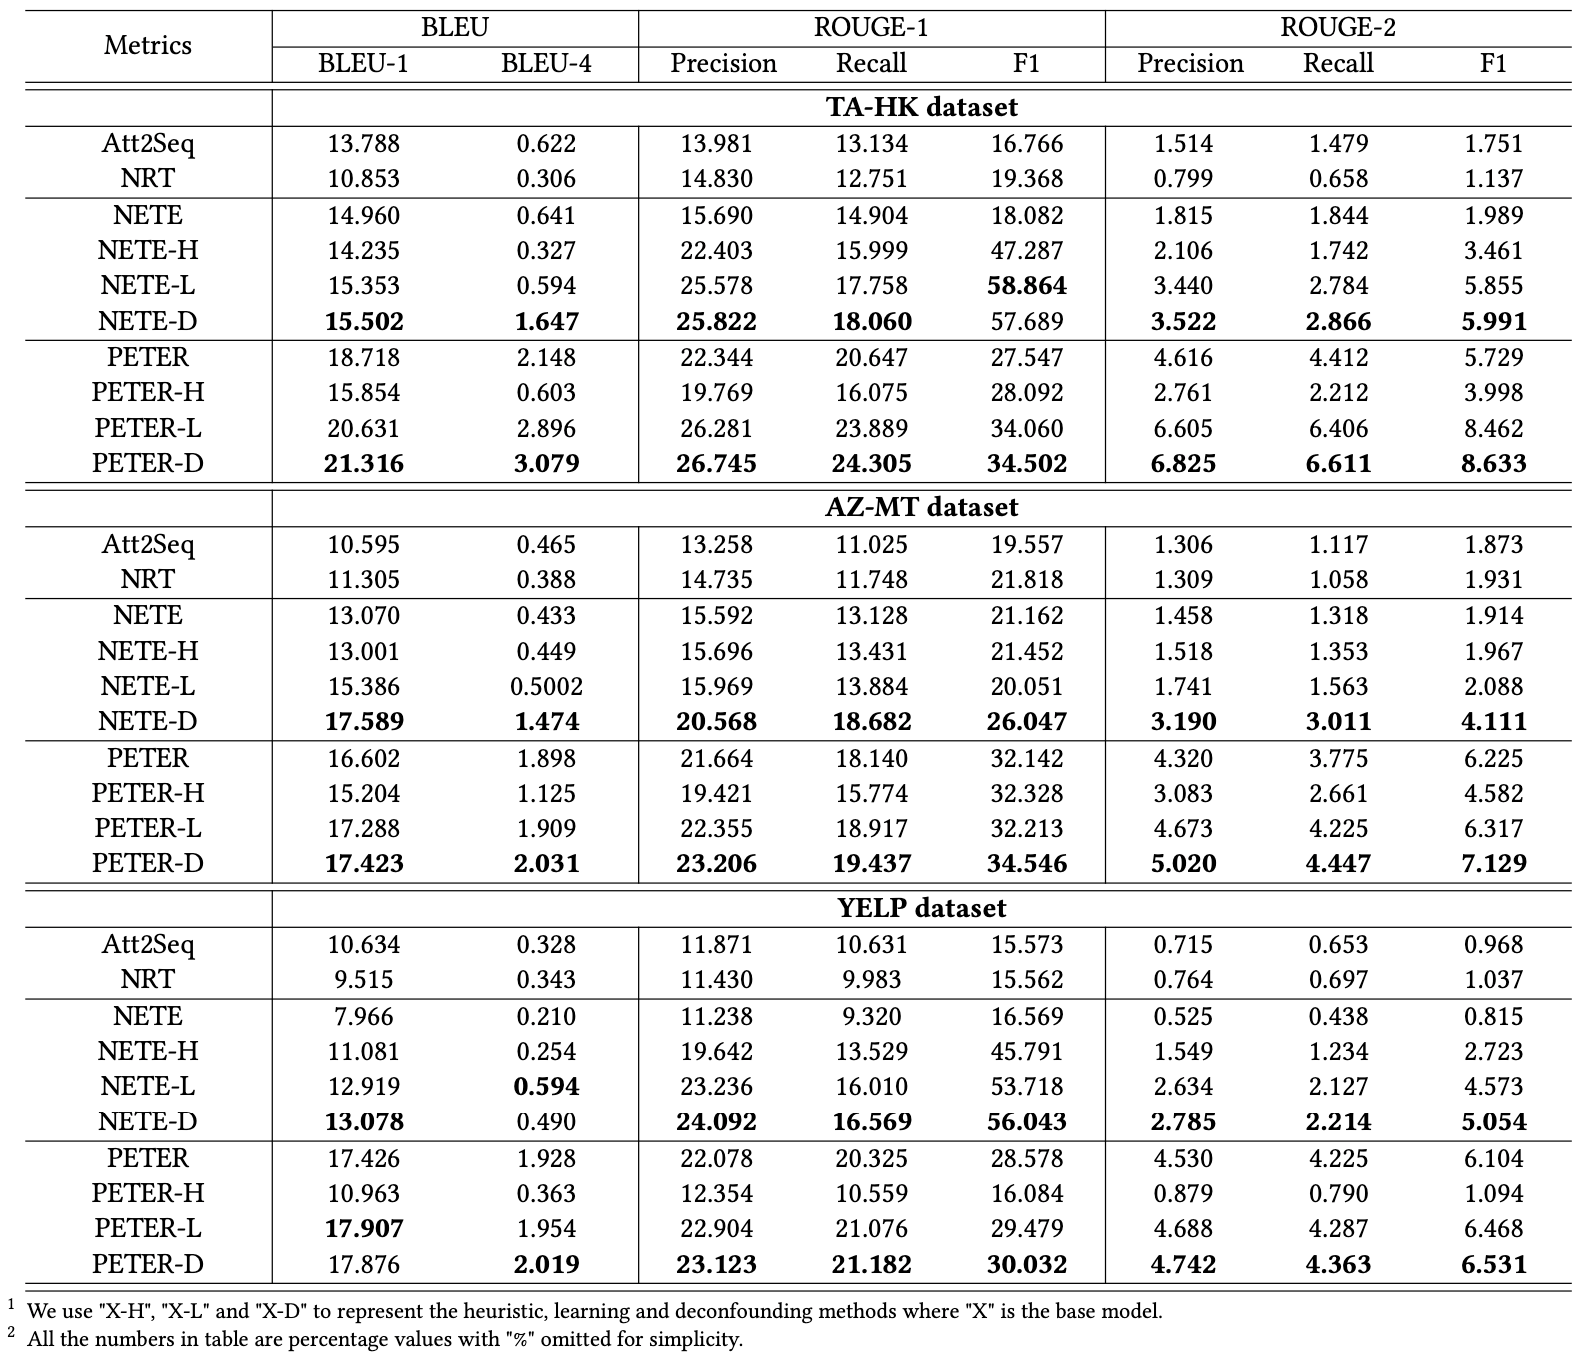 Metrics BLEU ROUGE-1 ROUGE-2
BLEU-1 BLEU-4 Precision Recall F1 Precision Recall F1
TA-HK dataset
Att2Seq 13.788 0.622 13.981 13.134 16.766 1.514 1.479 1.751
NRT 10.853 0.306 14.830 12.751 19.368 0.799 0.658 1.137
NETE 14.960 0.641 15.690 14.904 18.082 1.815 1.844 1.989
NETE-H 14.235 0.327 22.403 15.999 47.287 2.106 1.742 3.461
NETE-L 15.353 0.594 25.578 17.758 58.864 3.440 2.784 5.855
NETE-D 15.502 1.647 25.822 18.060 57.689 3.522 2.866 5.991
PETER 18.718 2.148 22.344 20.647 27.547 4.616 4.412 5.729
PETER-H 15.854 0.603 19.769 16.075 28.092 2.761 2.212 3.998
PETER-L 20.631 2.896 26.281 23.889 34.060 6.605 6.406 8.462
PETER-D 21.316 3.079 26.745 24.305 34.502 6.825 6.611 8.633
AZ-MT dataset
Att2Seq 10.595 0.465 13.258 11.025 19.557 1.306 1.117 1.873
NRT 11.305 0.388 14.735 11.748 21.818 1.309 1.058 1.931
NETE 13.070 0.433 15.592 13.128 21.162 1.458 1.318 1.914
NETE-H 13.001 0.449 15.696 13.431 21.452 1.518 1.353 1.967
NETE-L 15.386 0.5002 15.969 13.884 20.051 1.741 1.563 2.088
NETE-D 17.589 1.474 20.568 18.682 26.047 3.190 3.011 4.111
PETER 16.602 1.898 21.664 18.140 32.142 4.320 3.775 6.225
PETER-H 15.204 1.125 19.421 15.774 32.328 3.083 2.661 4.582
PETER-L 17.288 1.909 22.355 18.917 32.213 4.673 4.225 6.317
PETER-D 17.423 2.031 23.206 19.437 34.546 5.020 4.447 7.129
YELP dataset
Att2Seq 10.634 0.328 11.871 10.631 15.573 0.715 0.653 0.968
NRT 9.515 0.343 11.430 9.983 15.562 0.764 0.697 1.037
NETE 7.966 0.210 11.238 9.320 16.569 0.525 0.438 0.815
NETE-H 11.081 0.254 19.642 13.529 45.791 1.549 1.234 2.723
NETE-L 12.919 0.594 23.236 16.010 53.718 2.634 2.127 4.573
NETE-D 13.078 0.490 24.092 16.569 56.043 2.785 2.214 5.054
PETER 17.426 1.928 22.078 20.325 28.578 4.530 4.225 6.104
PETER-H 10.963 0.363 12.354 10.559 16.084 0.879 0.790 1.094
PETER-L 17.907 1.954 22.904 21.076 29.479 4.688 4.287 6.468
PETER-D 17.876 2.019 23.123 21.182 30.032 4.742 4.363 6.531
1 We use "X-H", "X-L" and "X-D" to represent the heuristic, learning and deconfounding methods where "X" is the base model.
2 All the numbers in table are percentage values with "%" omitted for simplicity.